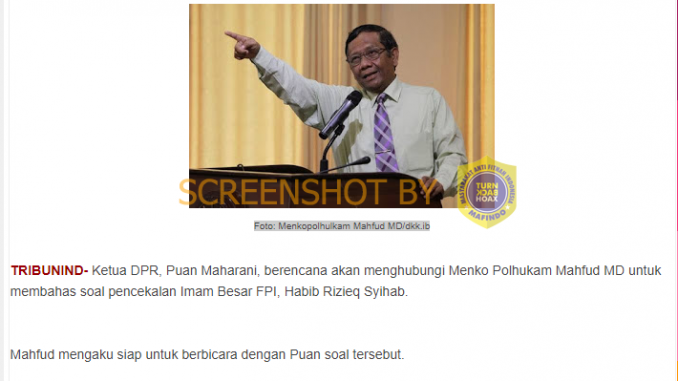 SCREENSHOT BY
MASYARAKAT ANTI FITNAH INDONESIA
TURN
BACK
HOAX
MAFINDO
Foto: Menkopolhulkam Mahfud MD/dkk.ib
TRIBUNIND- Ketua DPR, Puan Maharani, berencana akan menghubungi Menko Polhukam Mahfud MD untuk
membahas soal pencekalan Imam Besar FPI, Habib Rizieq Syihab.
Mahfud mengaku siap untuk berbicara dengan Puan soal tersebut.